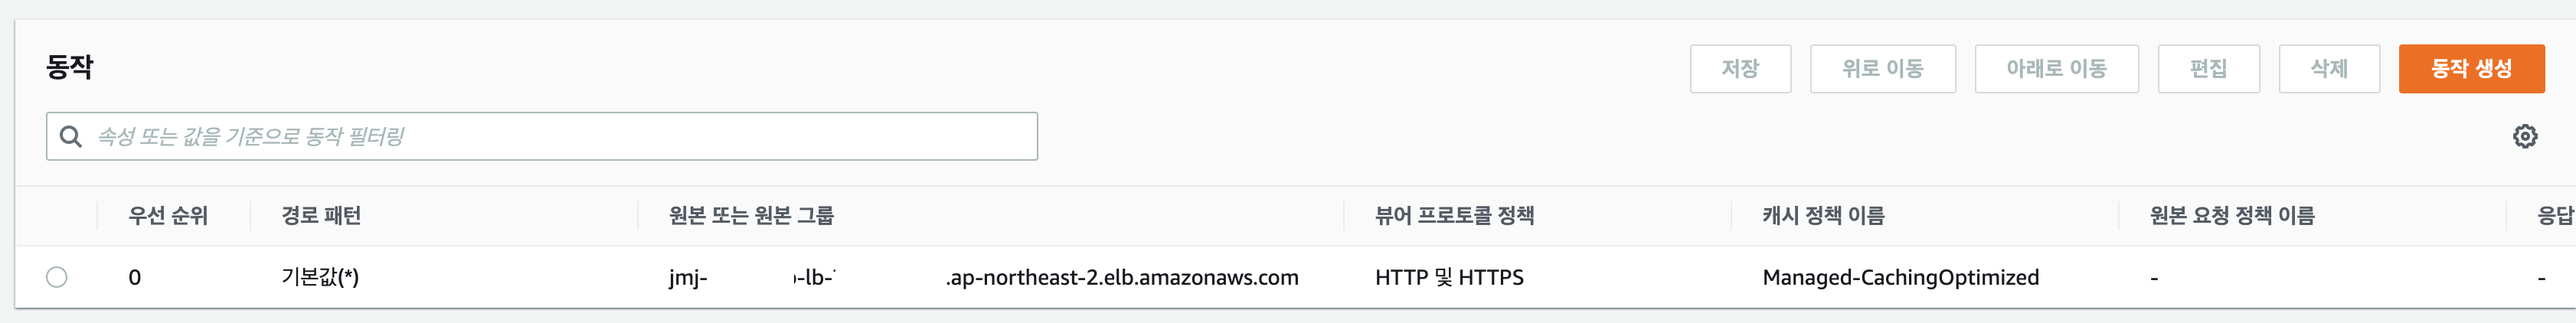 동작
저장 위로 이동 아래로 이동 편집 삭제 동작 생성
속성 또는 값을 기준으로 동작 필터링
우선 순위 경로 패턴 원본 또는 원본 그룹 뷰어 프로토콜 정책 캐시 정책 이름 원본 요청 정책 이름 응답
0 기본값(*) jmj- -lb- .ap-northeast-2.elb.amazonaws.com HTTP 및 HTTPS Managed-CachingOptimized - -